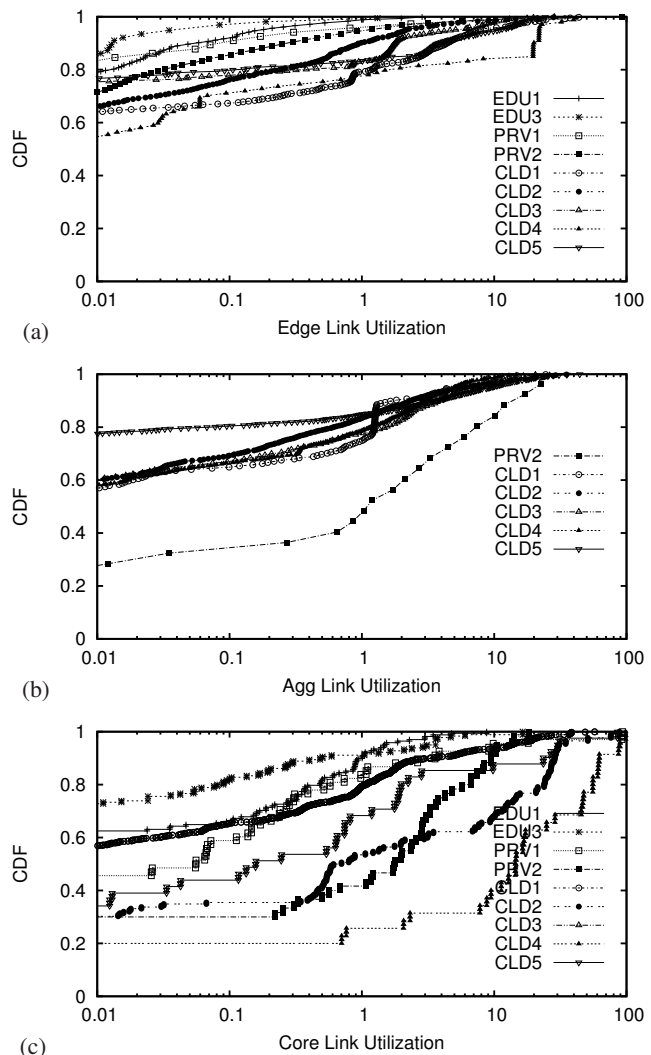 1
0.8
0.6
0.4
0.2
0
CDF
0.01 0.1 1 10 100
Edge Link Utilization
EDU1
EDU3
PRV1
PRV2
CLD1
CLD2
CLD3
CLD4
CLD5
(a)
1
0.8
0.6
0.4
0.2
0
CDF
0.01 0.1 1 10 100
Agg Link Utilization
PRV2
CLD1
CLD2
CLD3
CLD4
CLD5
(b)
1
0.8
0.6
0.4
0.2
0
CDF
0.01 0.1 1 10 100
Core Link Utilization
EDU1
EDU3
PRV1
PRV2
CLD1
CLD2
CLD3
CLD4
CLD5
(c)